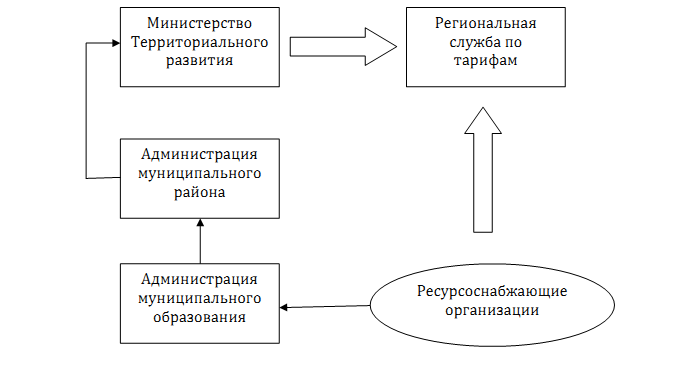 Министерство
Территориального
развития
Региональная
служба по
тарифам
Администрация
муниципального
района
Администрация
муниципального
образования
Ресурсоснабжающие
организации